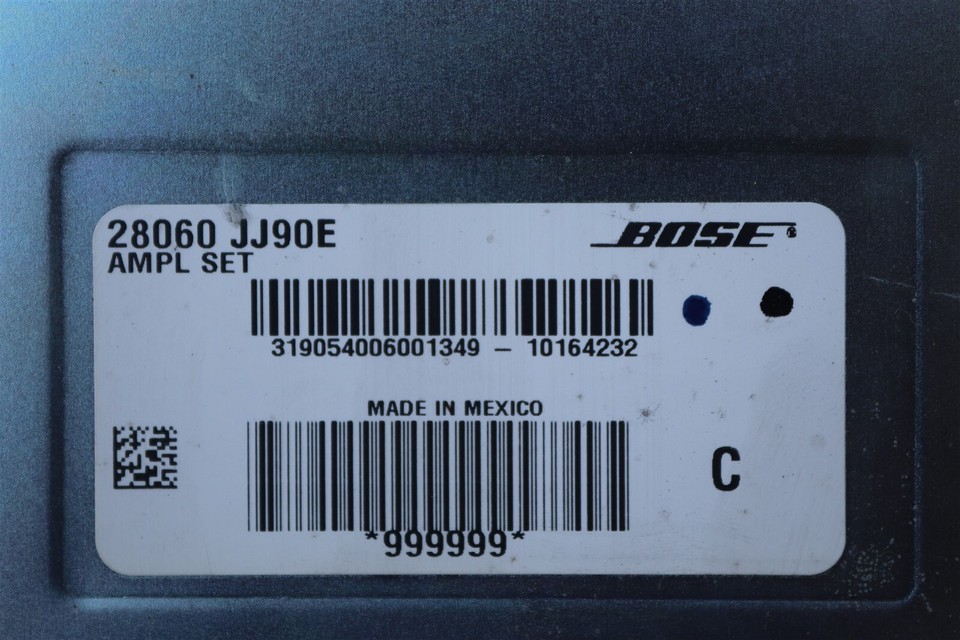 28060 JJ90E
BOSE®
AMPL SET
319054006001349 – 10164232
MADE IN MEXICO
C
*999999*